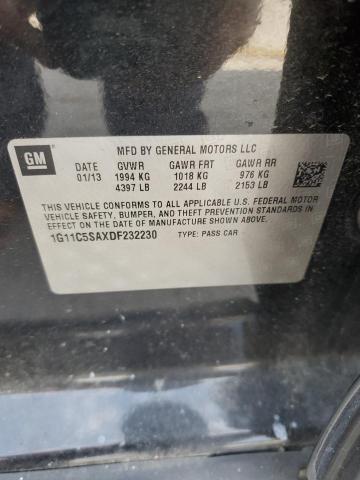 GM
MFD BY GENERAL MOTORS LLC
DATE GVWR GAWR FRT GAWR RR
01/13 1994 KG 1018 KG 976 KG
4397 LB 2244 LB 2153 LB
THIS VEHICLE CONFORMS TO ALL APPLICABLE U.S. FEDERAL MOTOR
VEHICLE SAFETY, BUMPER, AND THEFT PREVENTION STANDARDS IN
EFFECT ON THE DATE OF MANUFACTURE SHOWN ABOVE.
1G11C5SAXDF232230 TYPE: PASS CAR